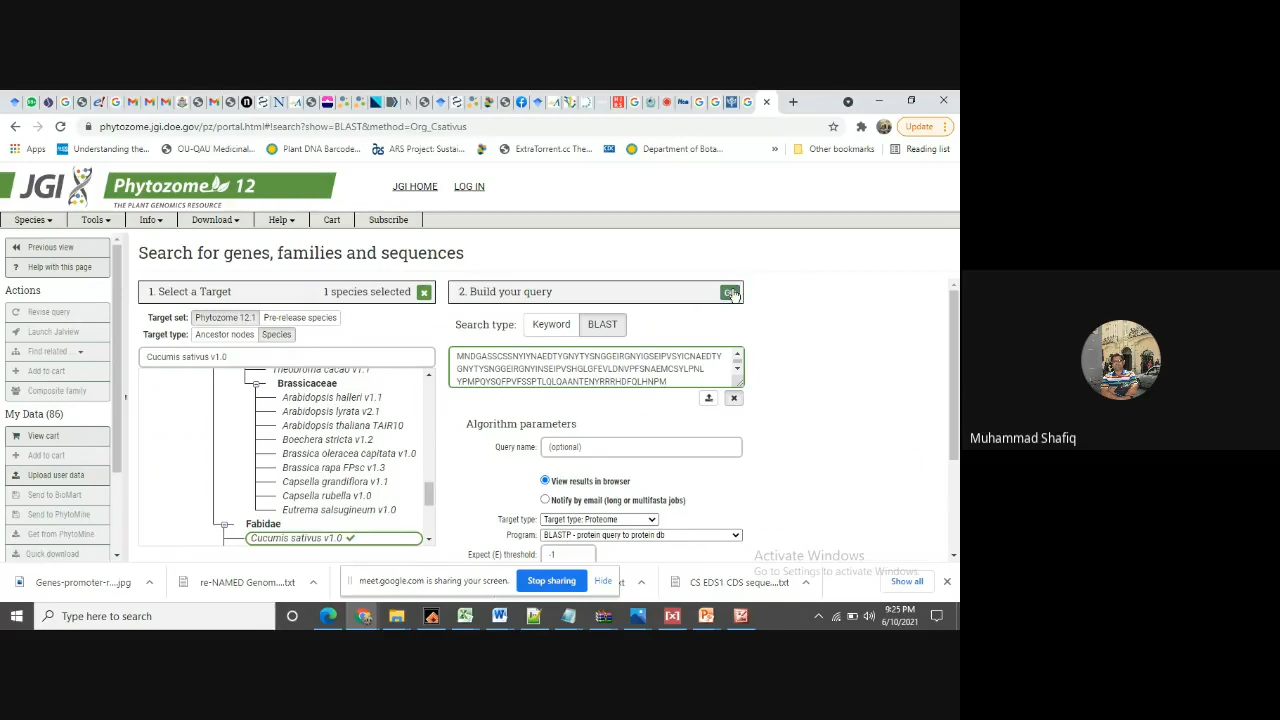 phytozome.jgi.doe.gov/pz/portal.html#!search?show=BLAST&method=Org_Csativus
Update
Apps
Understanding the...
OU-QAU Medicinal...
Plant DNA Barcode...
ARS Project: Sustai...
ExtraTorrent.cc The...
Department of Bota...
»
Other bookmarks
Reading list
JGI
Phytozome 12
THE PLANT GENOMICS RESOURCE
JGI HOME
LOG IN
Species
Tools
Info
Download
Help
Cart
Subscribe
Previous view
? Help with this page
Actions
Revise query
Launch Jalview
Find related ...
Add to cart
Composite family
My Data (86)
View cart
Add to cart
Upload user data
Send to BioMart
Send to PhytoMine
Get from PhytoMine
Quick download
Search for genes, families and sequences
1. Select a Target
1 species selected
Target set: Phytozome 12.1 Pre-release species
Target type: Ancestor nodes Species
Cucumis sativus v1.0
Theobroma cacao v1.1
Brassicaceae
Arabidopsis halleri v1.1
Arabidopsis lyrata v2.1
Arabidopsis thaliana TAIR10
Boechera stricta v1.2
Brassica oleracea capitata v1.0
Brassica rapa FPsc v1.3
Capsella grandiflora v1.1
Capsella rubella v1.0
Eutrema salsugineum v1.0
Fabidae
Cucumis sativus v1.0
2. Build your query
Search type: Keyword BLAST
MNDGASSCSSNYIYNAEDTYGNYTYSNGGEIRGNYIGSEIPVSYICNAEDTY
GNYTYSNGGEIRGNYINSEIPVSHGLGFEVLDNVPFSNAEMCSYLPNL
YPMPQYSQFPVFSSPTLQLQAANTENYRRRHDFQLHNPM
Algorithm parameters
Query name: (optional)
View results in browser
Notify by email (long or multifasta jobs)
Target type: Target type: Proteome
Program: BLASTP - protein query to protein db
Expect (E) threshold: -1
Activate Windows
Go to Settings to activate Windows.
Genes-promoter-r....jpg
re-NAMED Genom....txt
meet.google.com is sharing your screen.
Stop sharing
Hide
CS EDS1 CDS seque....txt
Show all
Type here to search
9:25 PM
6/10/2021
Muhammad Shafiq